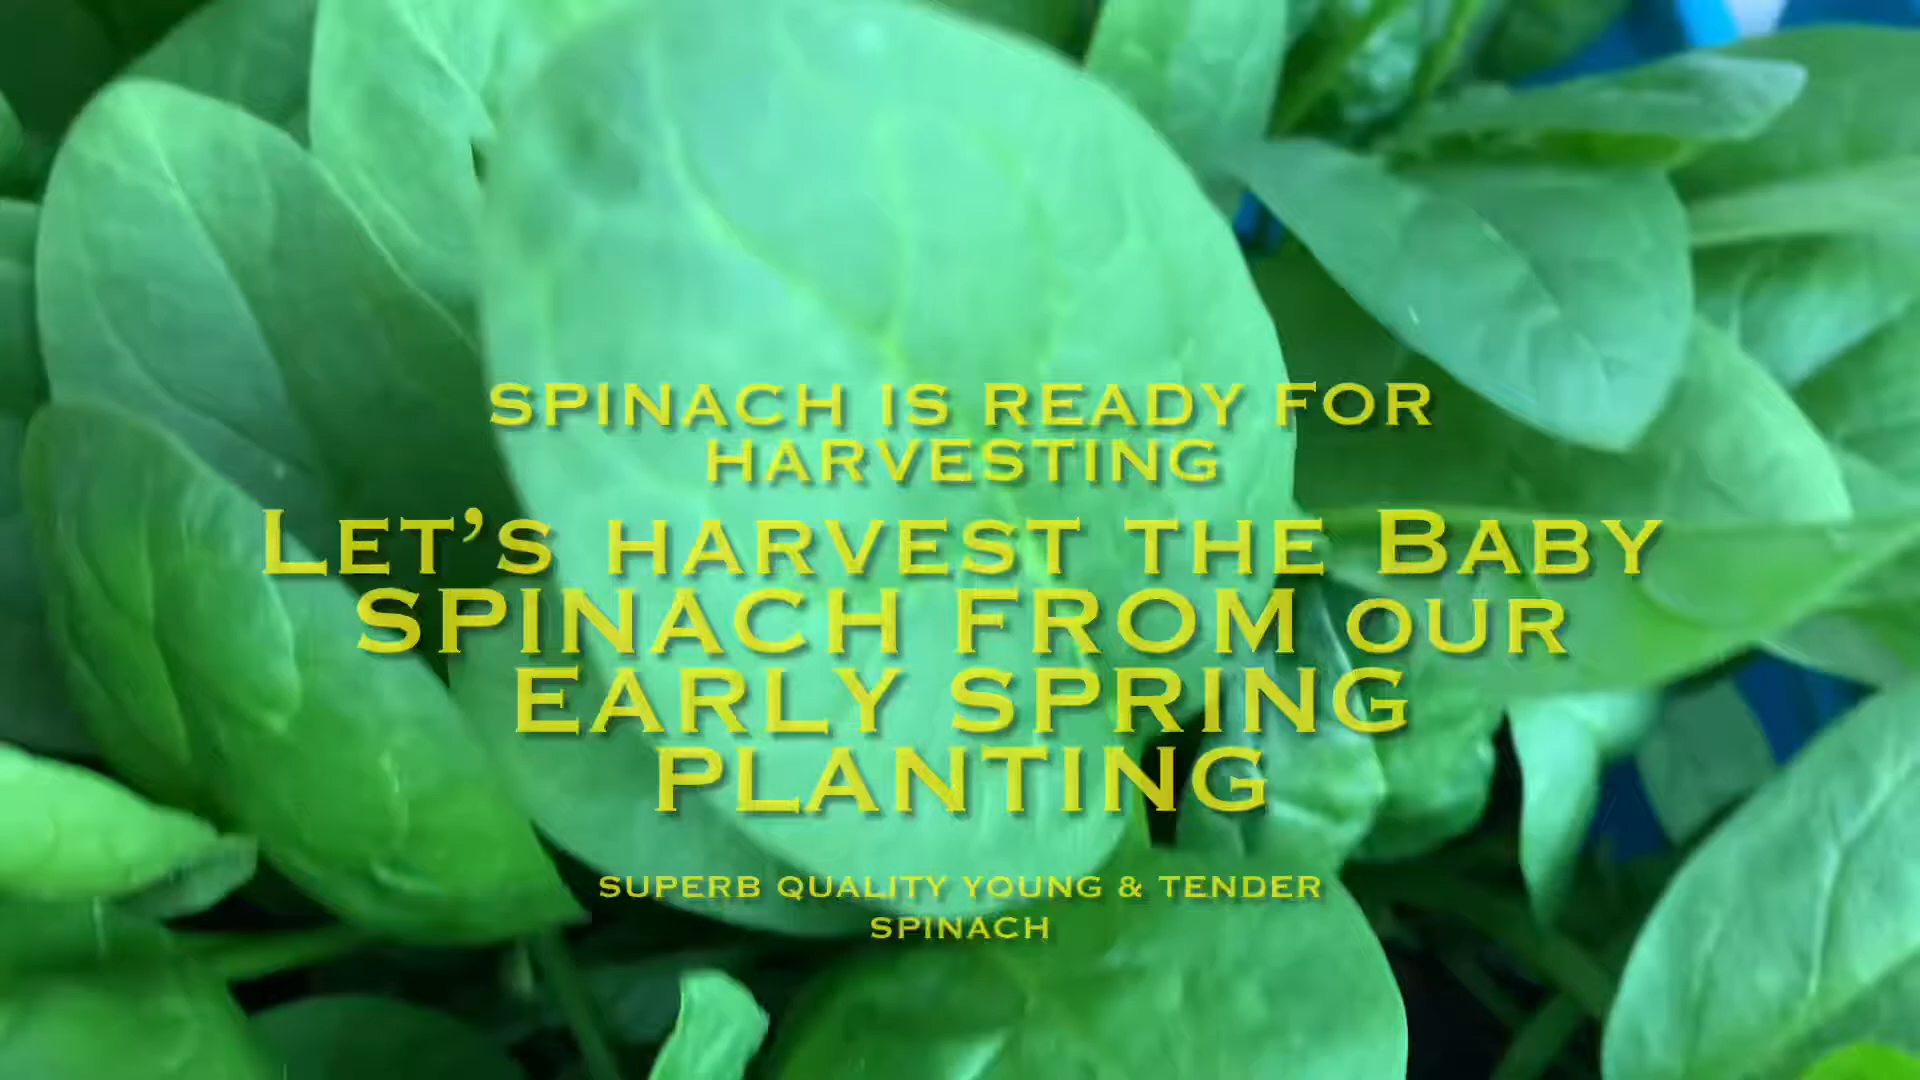 SPINACH IS READY FOR
HARVESTING
LET'S HARVEST THE BABY
SPINACH FROM OUR
EARLY SPRING
PLANTING
SUPERB QUALITY YOUNG & TENDER
SPINACH